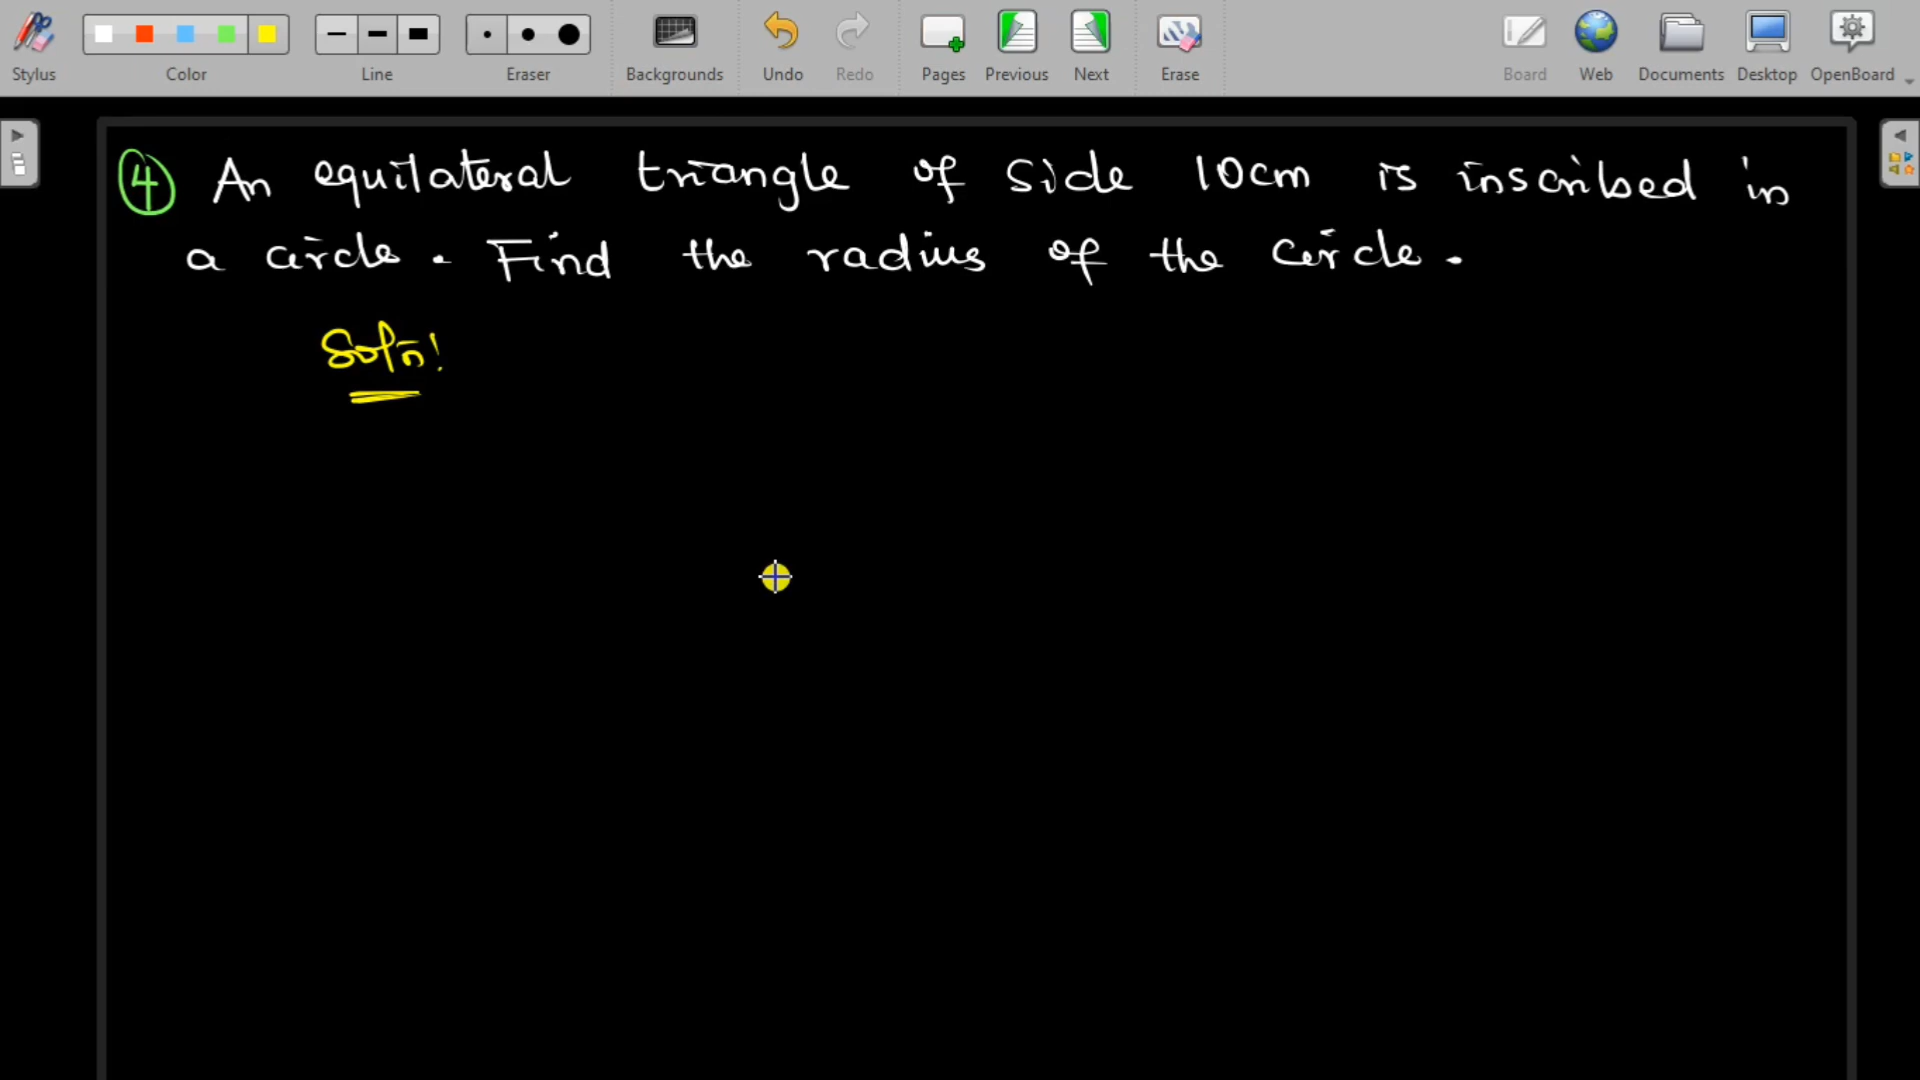 Stylus Color Line Eraser Backgrounds Undo Redo Pages Previous Next Erase Board Web Documents Desktop OpenBoard
④ An equilateral triangle of side 10cm is inscribed in
a circle. Find the radius of the circle.
Soln!